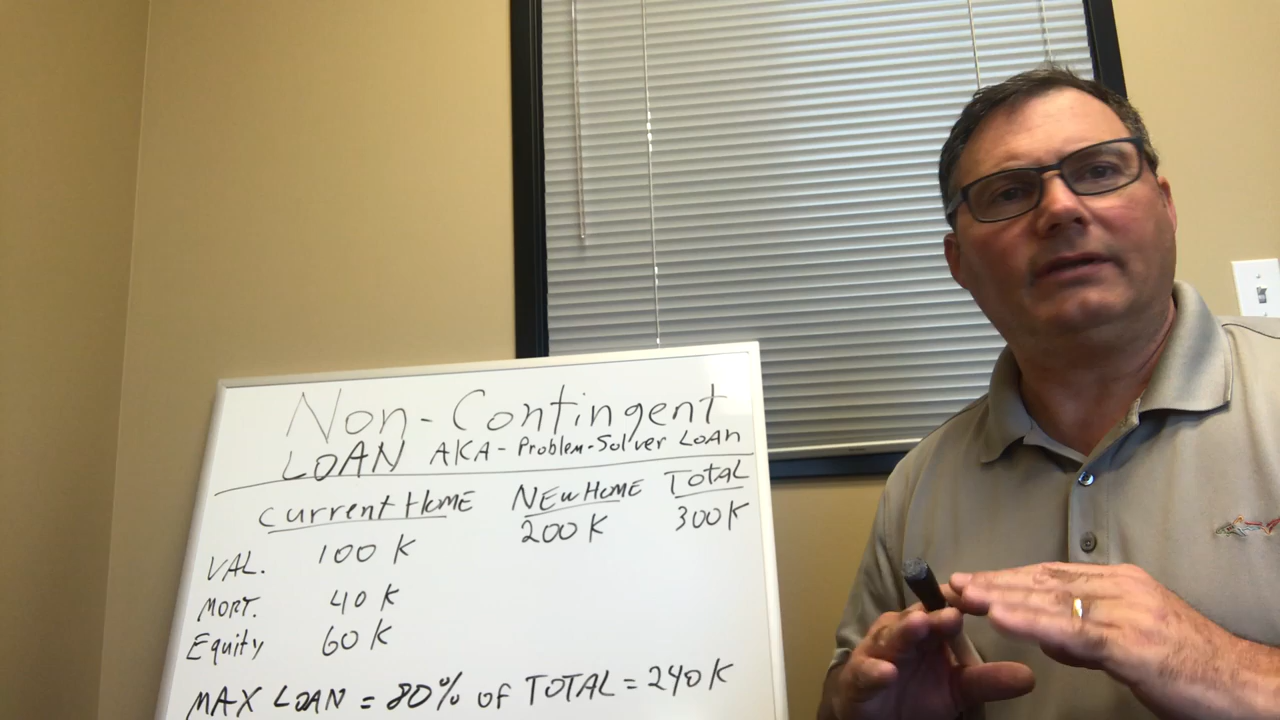 Non-Contingent
LOAN AKA - Problem-Solver LOAN
Current HOME NEW HOME TOTAL
VAL. 100 K 200 K 300 K
MORT. 40 K
Equity 60 K
MAX LOAN = 80% OF TOTAL = 240 K